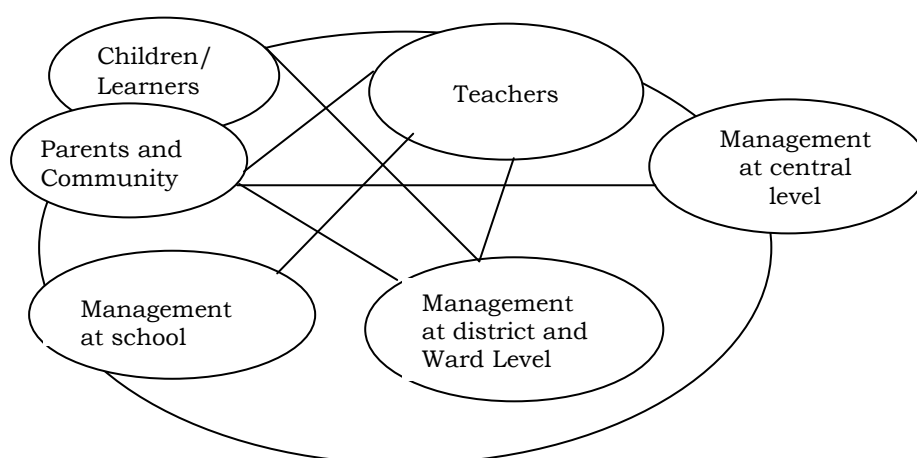 Children/
Learners
Teachers
Parents and
Community
Management
at central
level
Management
at school
Management
at district and
Ward Level